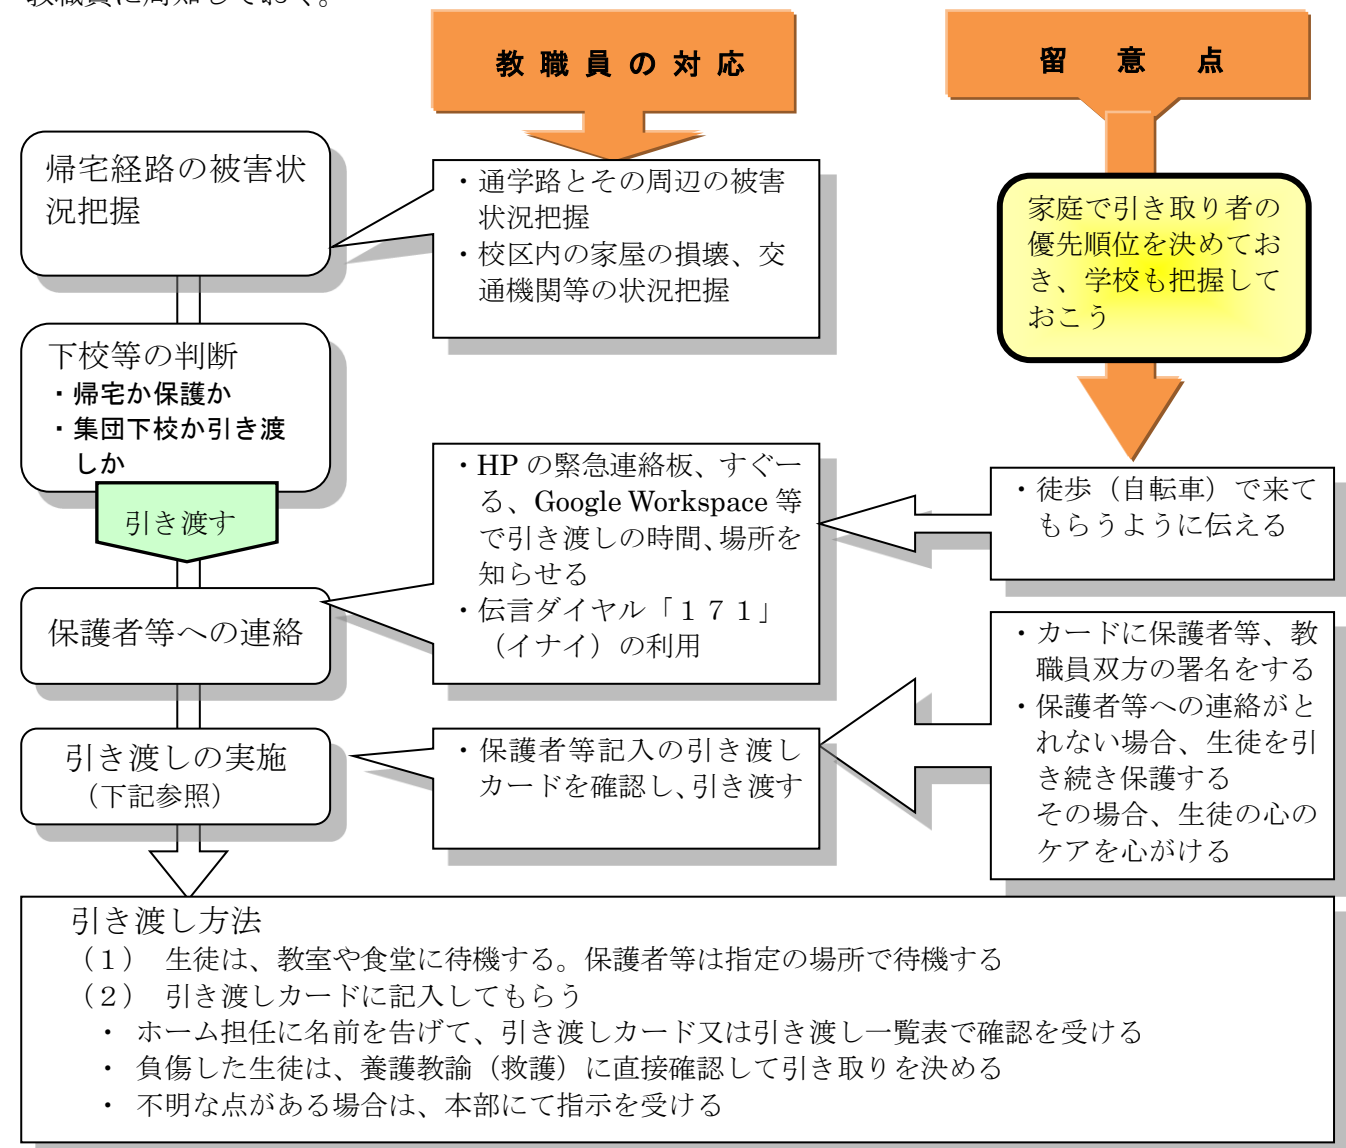 教職員に周知しておく。
教職員の対応
留意点
帰宅経路の被害状
況把握
・通学路とその周辺の被害
状況把握
・校区内の家屋の損壊、交
通機関等の状況把握
家庭で引き取り者の
優先順位を決めてお
き、学校も把握して
おこう
下校等の判断
・帰宅か保護か
・集団下校か引き渡
しか
引き渡す
・HP の緊急連絡板、すぐー
る、Google Workspace 等
で引き渡しの時間、場所を
知らせる
・伝言ダイヤル「１７１」
（イナイ）の利用
・徒歩（自転車）で来て
もらうように伝える
保護者等への連絡
・カードに保護者等、教
職員双方の署名をする
・保護者等への連絡がと
れない場合、生徒を引
き続き保護する
その場合、生徒の心の
ケアを心がける
引き渡しの実施
（下記参照）
・保護者等記入の引き渡し
カードを確認し、引き渡す
引き渡し方法
（１） 生徒は、教室や食堂に待機する。保護者等は指定の場所で待機する
（２） 引き渡しカードに記入してもらう
・ ホーム担任に名前を告げて、引き渡しカード又は引き渡し一覧表で確認を受ける
・ 負傷した生徒は、養護教諭（救護）に直接確認して引き取りを決める
・ 不明な点がある場合は、本部にて指示を受ける